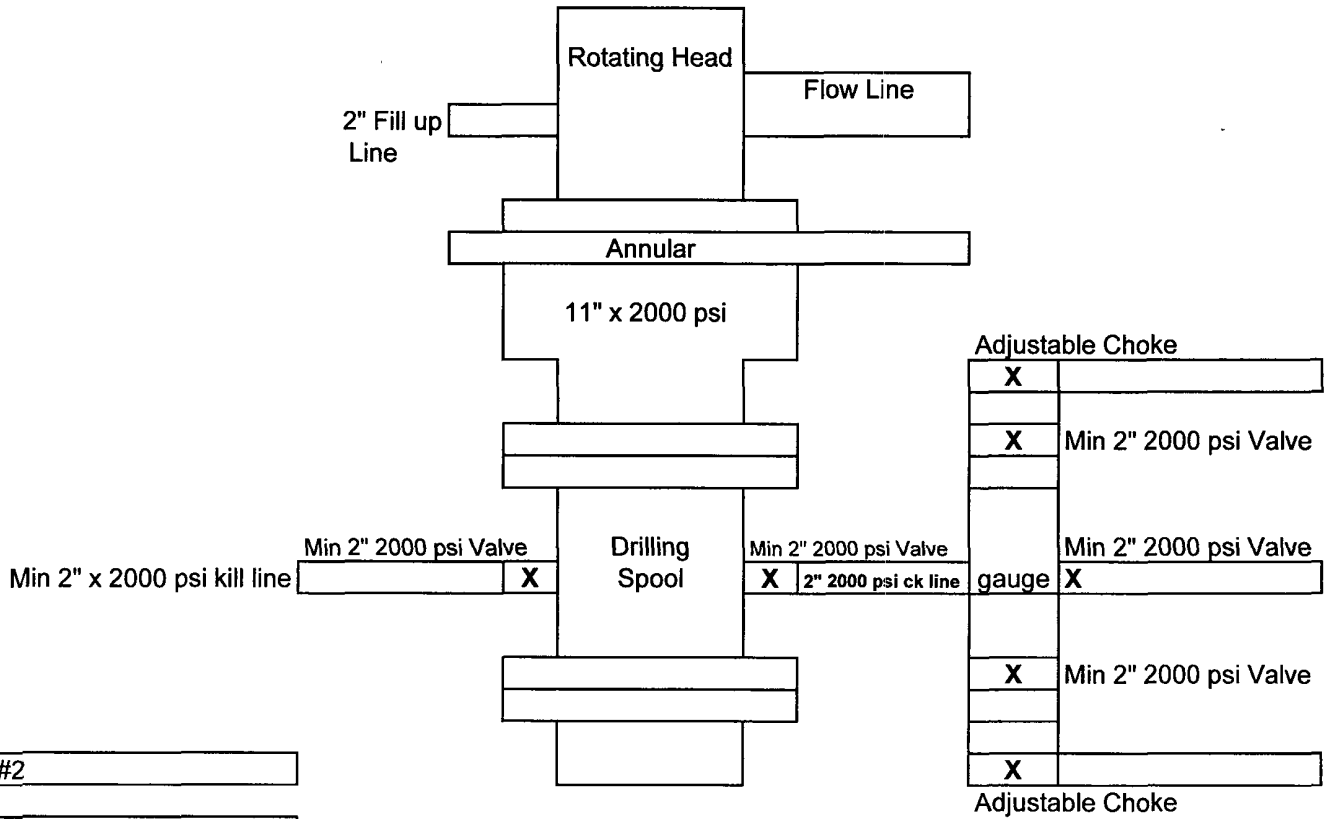 Rotating Head
Flow Line
2" Fill up
Line
Annular
11" x 2000 psi
Adjustable Choke
X
X Min 2" 2000 psi Valve
Min 2" 2000 psi Valve
Drilling
Spool
Min 2" 2000 psi Valve
Min 2" 2000 psi Valve
Min 2" x 2000 psi kill line
X
X
2" 2000 psi ck line
gauge
X
X Min 2" 2000 psi Valve
#2
X
Adjustable Choke